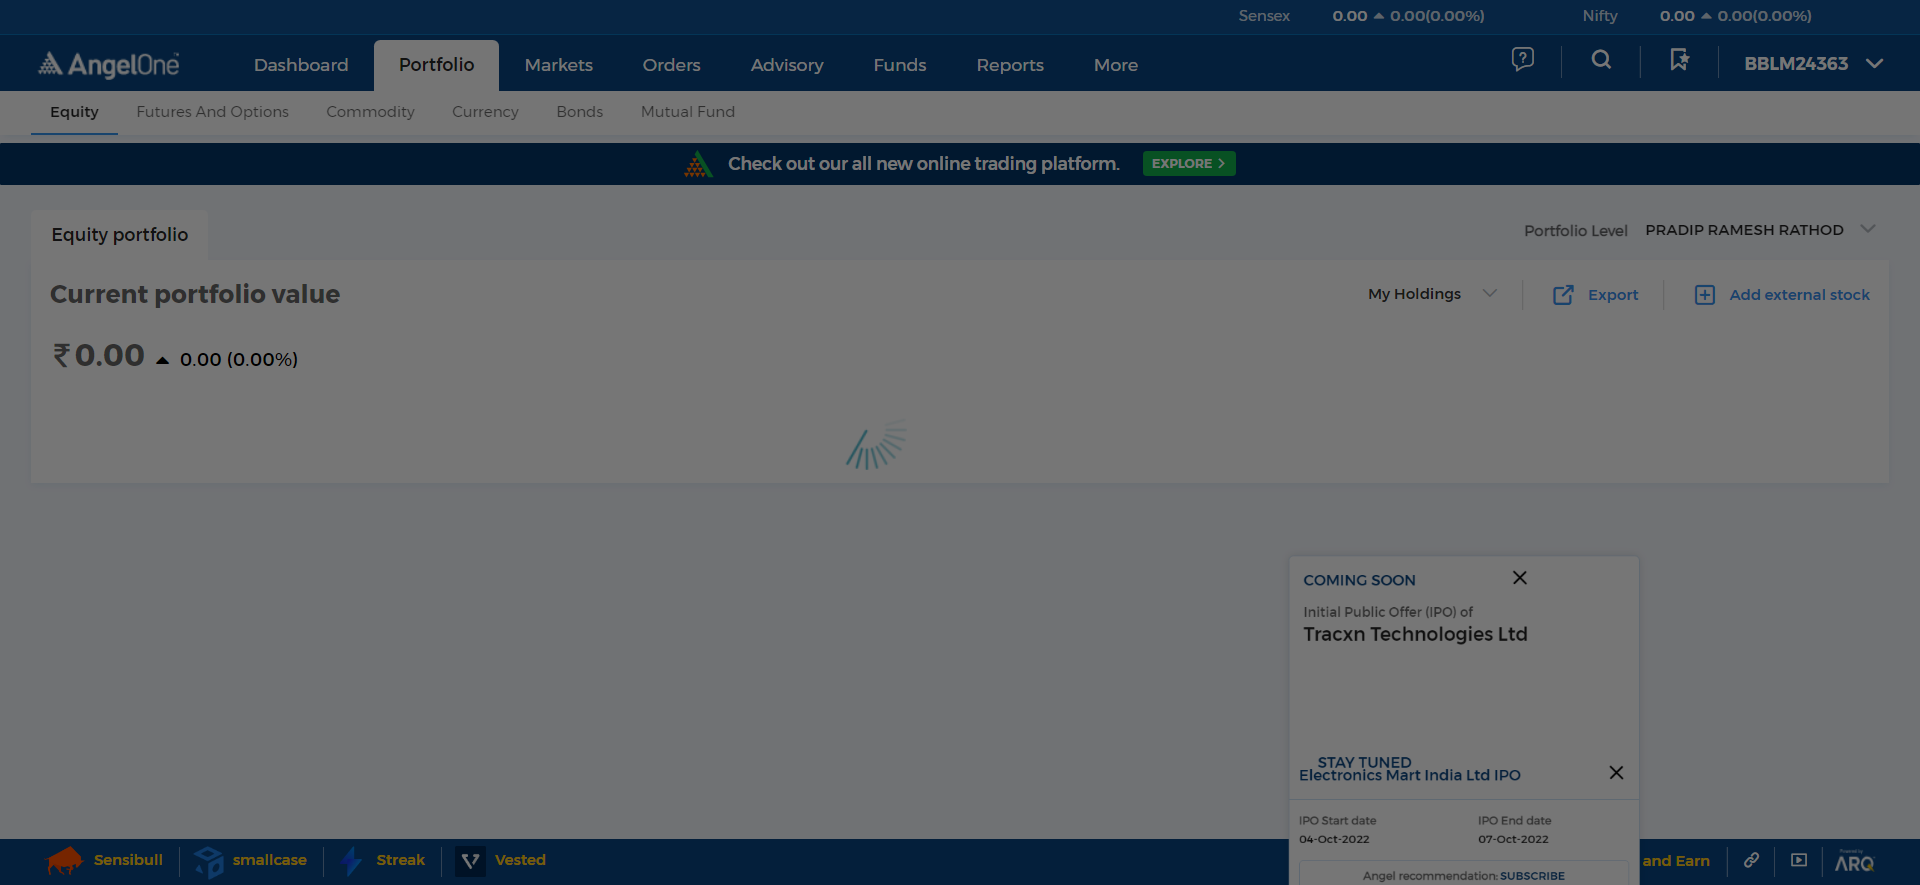 Sensex 0.00 0.00(0.00%) Nifty 0.00 0.00(0.00%)
AngelOne Dashboard Portfolio Markets Orders Advisory Funds Reports More BBLM24363
Equity Futures And Options Commodity Currency Bonds Mutual Fund
Check out our all new online trading platform. EXPLORE >
Equity portfolio Portfolio Level PRADIP RAMESH RATHOD
Current portfolio value My Holdings Export Add external stock
₹0.00 0.00 (0.00%)
COMING SOON
Initial Public Offer (IPO) of
Tracxn Technologies Ltd
STAY TUNED
Electronics Mart India Ltd IPO
IPO Start date IPO End date
04-Oct-2022 07-Oct-2022
Angel recommendation: SUBSCRIBE
Sensibull smallcase Streak Vested and Earn
Powered by
ARQ